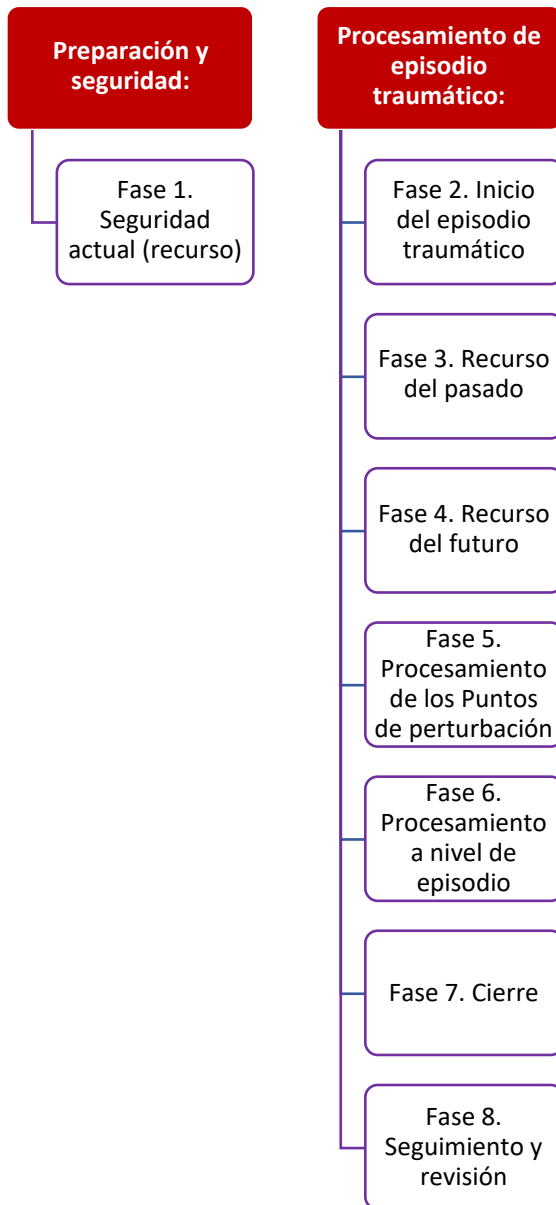 Preparación y
seguridad:
Fase 1.
Seguridad
actual (recurso)
Procesamiento de
episodio
traumático:
Fase 2. Inicio
del episodio
traumático
Fase 3. Recurso
del pasado
Fase 4. Recurso
del futuro
Fase 5.
Procesamiento
de los Puntos
de perturbación
Fase 6.
Procesamiento
a nivel de
episodio
Fase 7. Cierre
Fase 8.
Seguimiento y
revisión